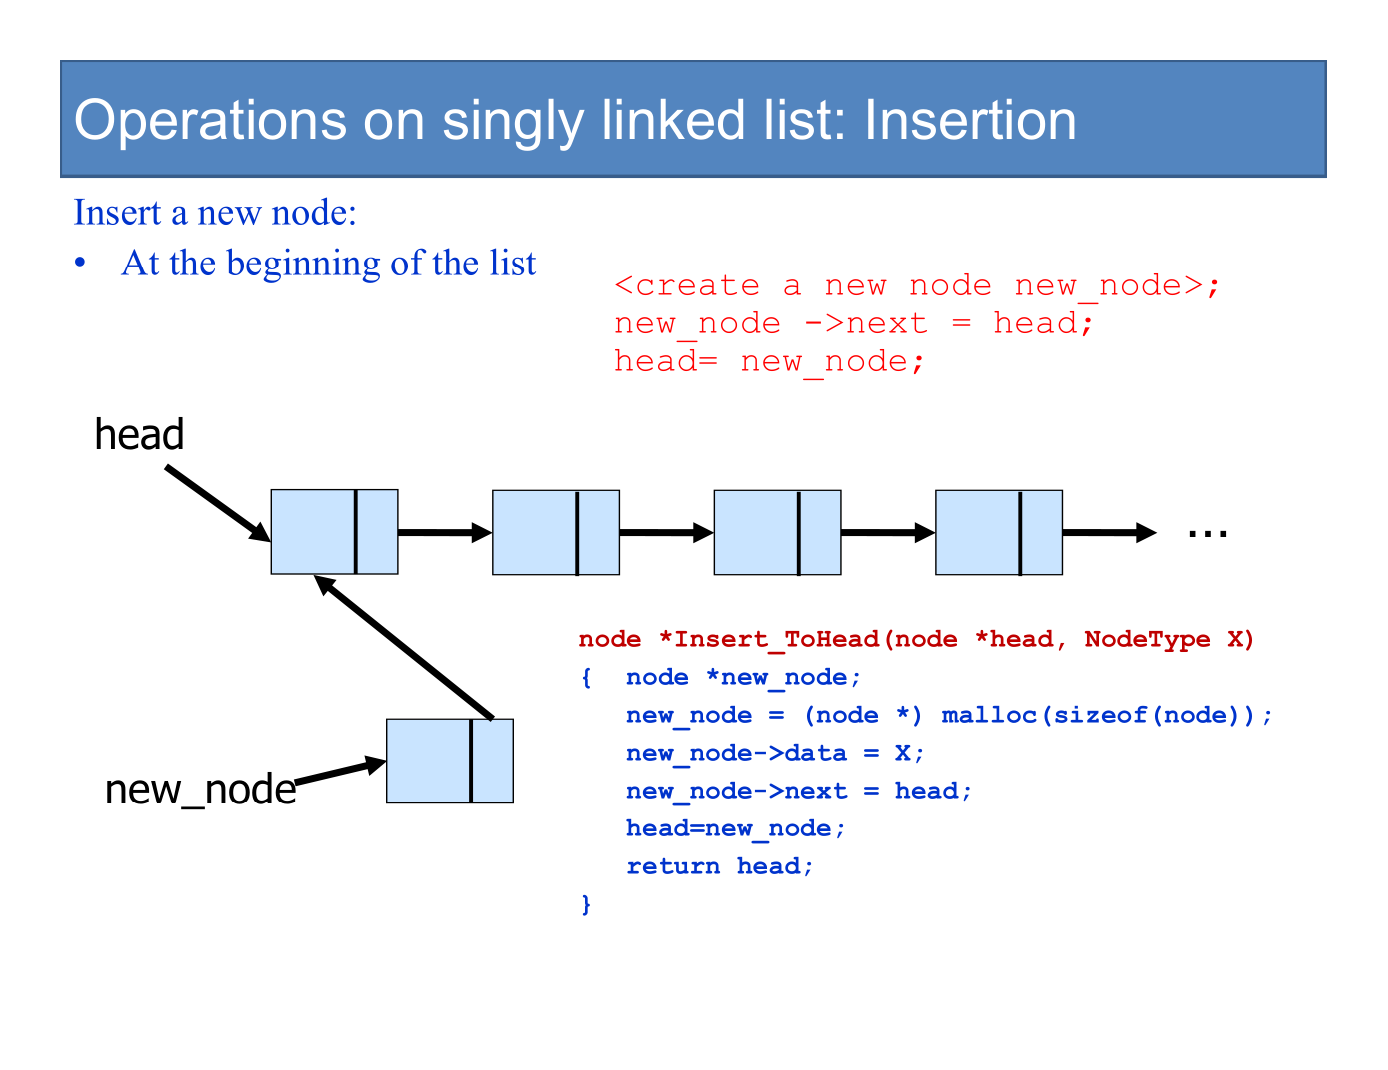 Operations on singly linked list: Insertion
Insert a new node:
• At the beginning of the list
<create a new node new_node>;
new_node ->next = head;
head= new_node;
head
...
new_node
node *Insert_ToHead(node *head, NodeType X)
{ node *new_node;
new_node = (node *) malloc(sizeof(node));
new_node->data = X;
new_node->next = head;
head=new_node;
return head;
}